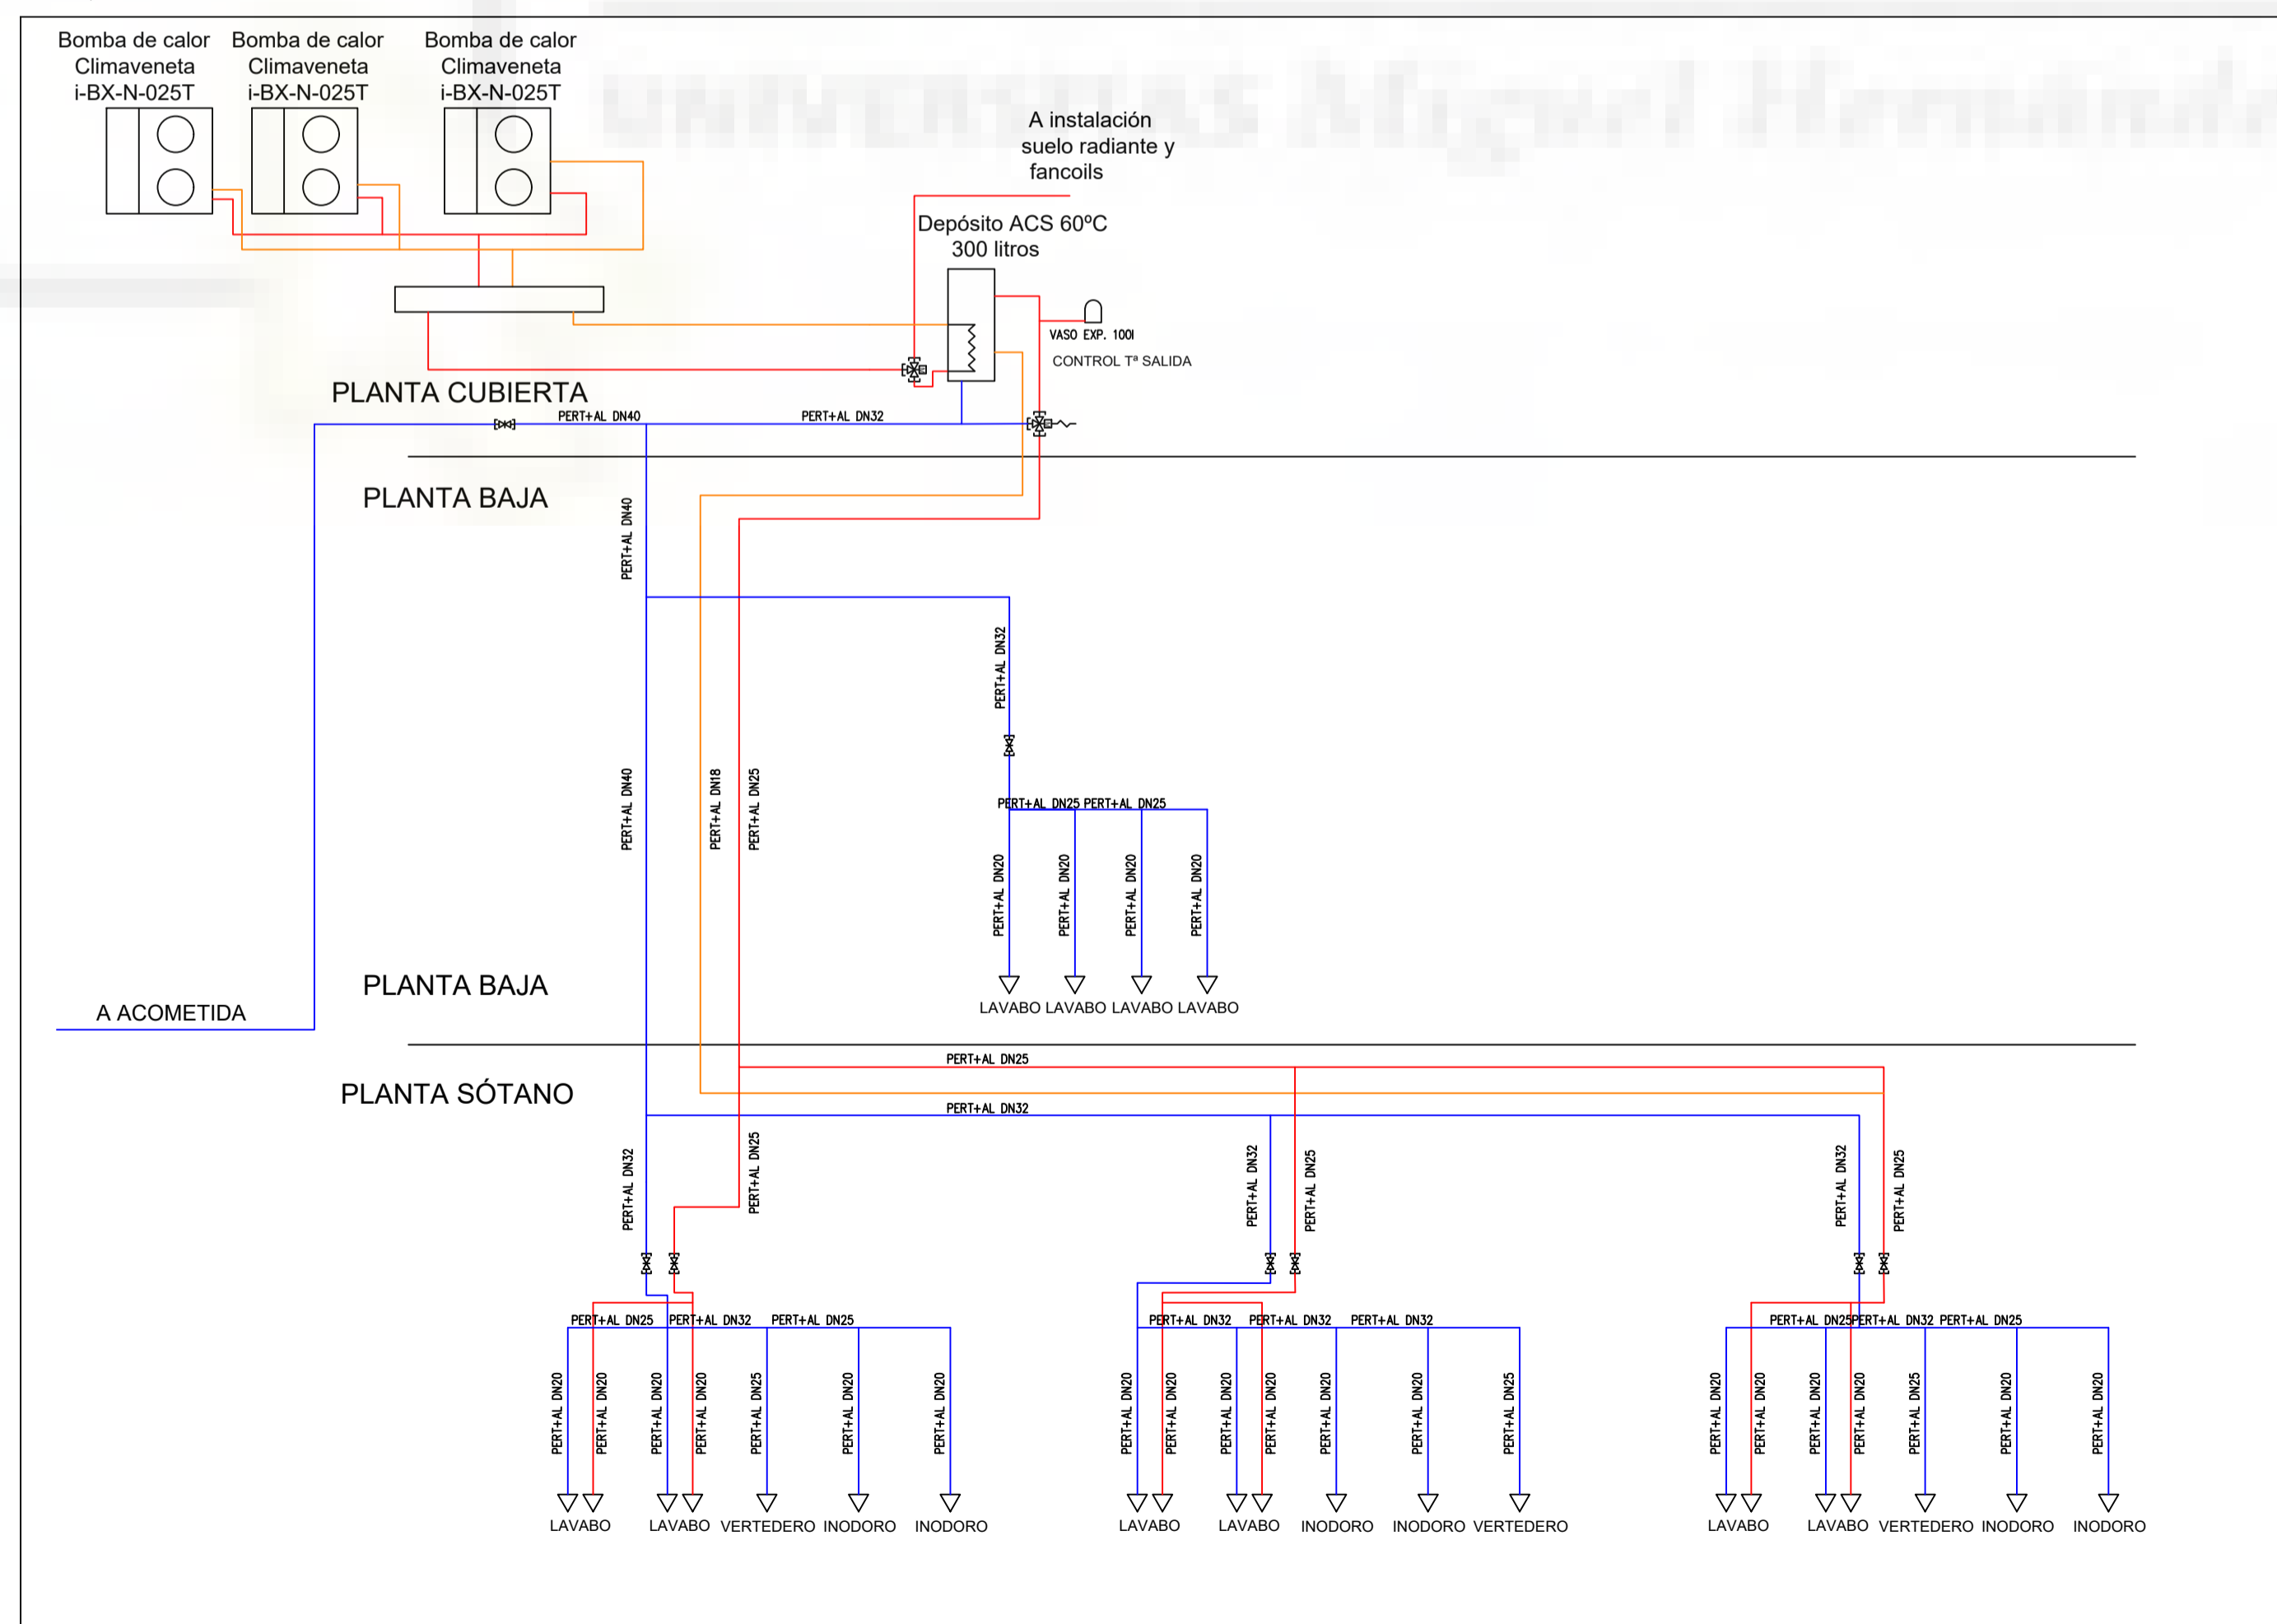 Universitas Miguel Hernánde
Bomba de calor
Climaveneta
i-BX-N-025T
Bomba de calor
Climaveneta
i-BX-N-025T
Bomba de calor
Climaveneta
i-BX-N-025T
A instalación
suelo radiante y
fancoils
Depósito ACS 60ºC
300 litros
VASO EXP. 100l
CONTROL Tª SALIDA
PLANTA CUBIERTA
PERT+AL DN40
PERT+AL DN32
PLANTA BAJA
PERT+AL DN40
PERT+AL DN32
PERT+AL DN40
PERT+AL DN18
PERT+AL DN25
PERT+AL DN25 PERT+AL DN25
PERT+AL DN20
PERT+AL DN20
PERT+AL DN20
PERT+AL DN20
PLANTA BAJA
LAVABO LAVABO LAVABO LAVABO
A ACOMETIDA
PERT+AL DN25
PLANTA SÓTANO
PERT+AL DN32
PERT+AL DN32
PERT+AL DN25
PERT+AL DN32
PERT+AL DN25
PERT+AL DN32
PERT+AL DN25
PERT+AL DN25 PERT+AL DN32 PERT+AL DN25
PERT+AL DN32 PERT+AL DN32 PERT+AL DN32
PERT+AL DN25 PERT+AL DN32 PERT+AL DN25
PERT+AL DN20
PERT+AL DN20
PERT+AL DN20
PERT+AL DN20
PERT+AL DN25
PERT+AL DN20
PERT+AL DN20
PERT+AL DN20
PERT+AL DN20
PERT+AL DN20
PERT+AL DN20
PERT+AL DN20
PERT+AL DN20
PERT+AL DN25
PERT+AL DN20
PERT+AL DN20
PERT+AL DN20
PERT+AL DN20
PERT+AL DN25
PERT+AL DN20
PERT+AL DN20
LAVABO LAVABO VERTEDERO INODORO INODORO
LAVABO LAVABO INODORO INODORO VERTEDERO
LAVABO LAVABO VERTEDERO INODORO INODORO